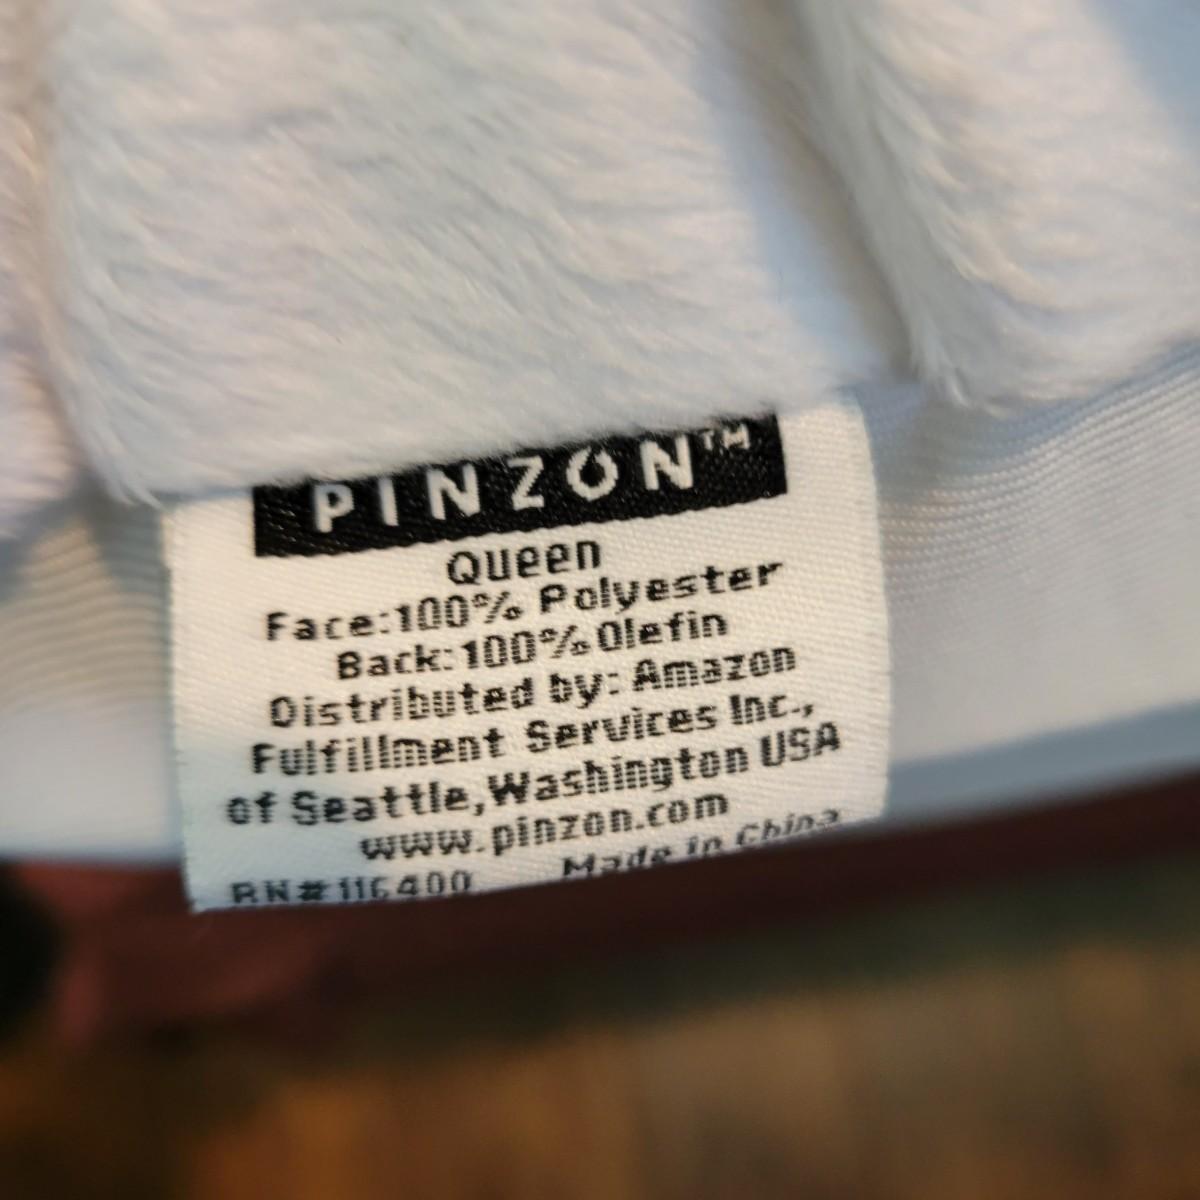 PINZON™
Queen
Face:100% Polyester
Back:100% Olefin
Distributed by: Amazon
Fulfillment Services Inc.,
of Seattle,Washington USA
www.pinzon.com
RN#116400 Made in China